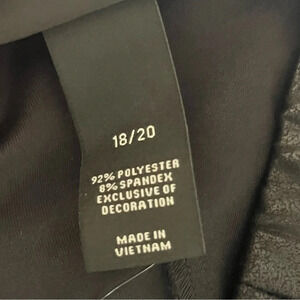 18/20
92% POLYESTER
8% SPANDEX
EXCLUSIVE OF
DECORATION
MADE IN
VIETNAM